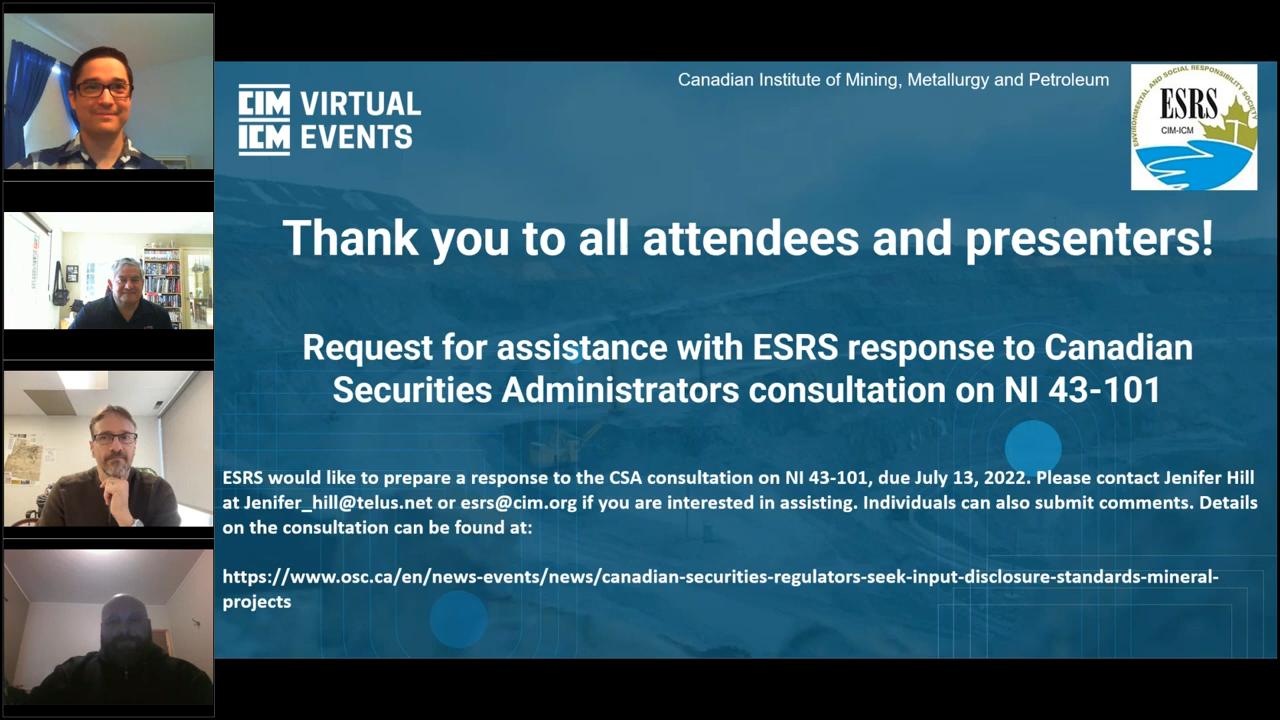 Canadian Institute of Mining, Metallurgy and Petroleum
CIM VIRTUAL
ICM EVENTS
ENVIRONMENTAL AND SOCIAL RESPONSIBILITY SOCIETY
ESRS
CIM-ICM
Thank you to all attendees and presenters!
Request for assistance with ESRS response to Canadian
Securities Administrators consultation on NI 43-101
ESRS would like to prepare a response to the CSA consultation on NI 43-101, due July 13, 2022. Please contact Jenifer Hill
at Jenifer_hill@telus.net or esrs@cim.org if you are interested in assisting. Individuals can also submit comments. Details
on the consultation can be found at:
https://www.osc.ca/en/news-events/news/canadian-securities-regulators-seek-input-disclosure-standards-mineral-
projects